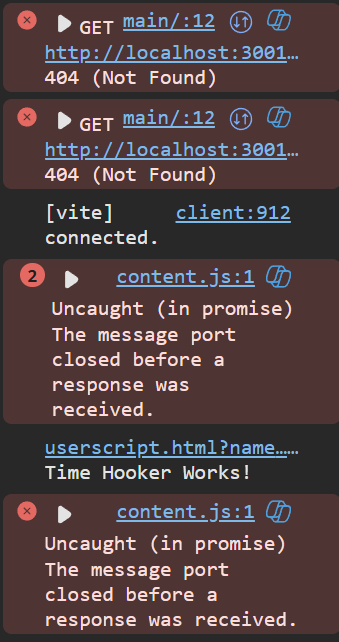 GET main/:12
http://localhost:3001…
404 (Not Found)
GET main/:12
http://localhost:3001…
404 (Not Found)
[vite] client:912
connected.
2 content.js:1
Uncaught (in promise)
The message port
closed before a
response was
received.
userscript.html?name……
Time Hooker Works!
content.js:1
Uncaught (in promise)
The message port
closed before a
response was received.